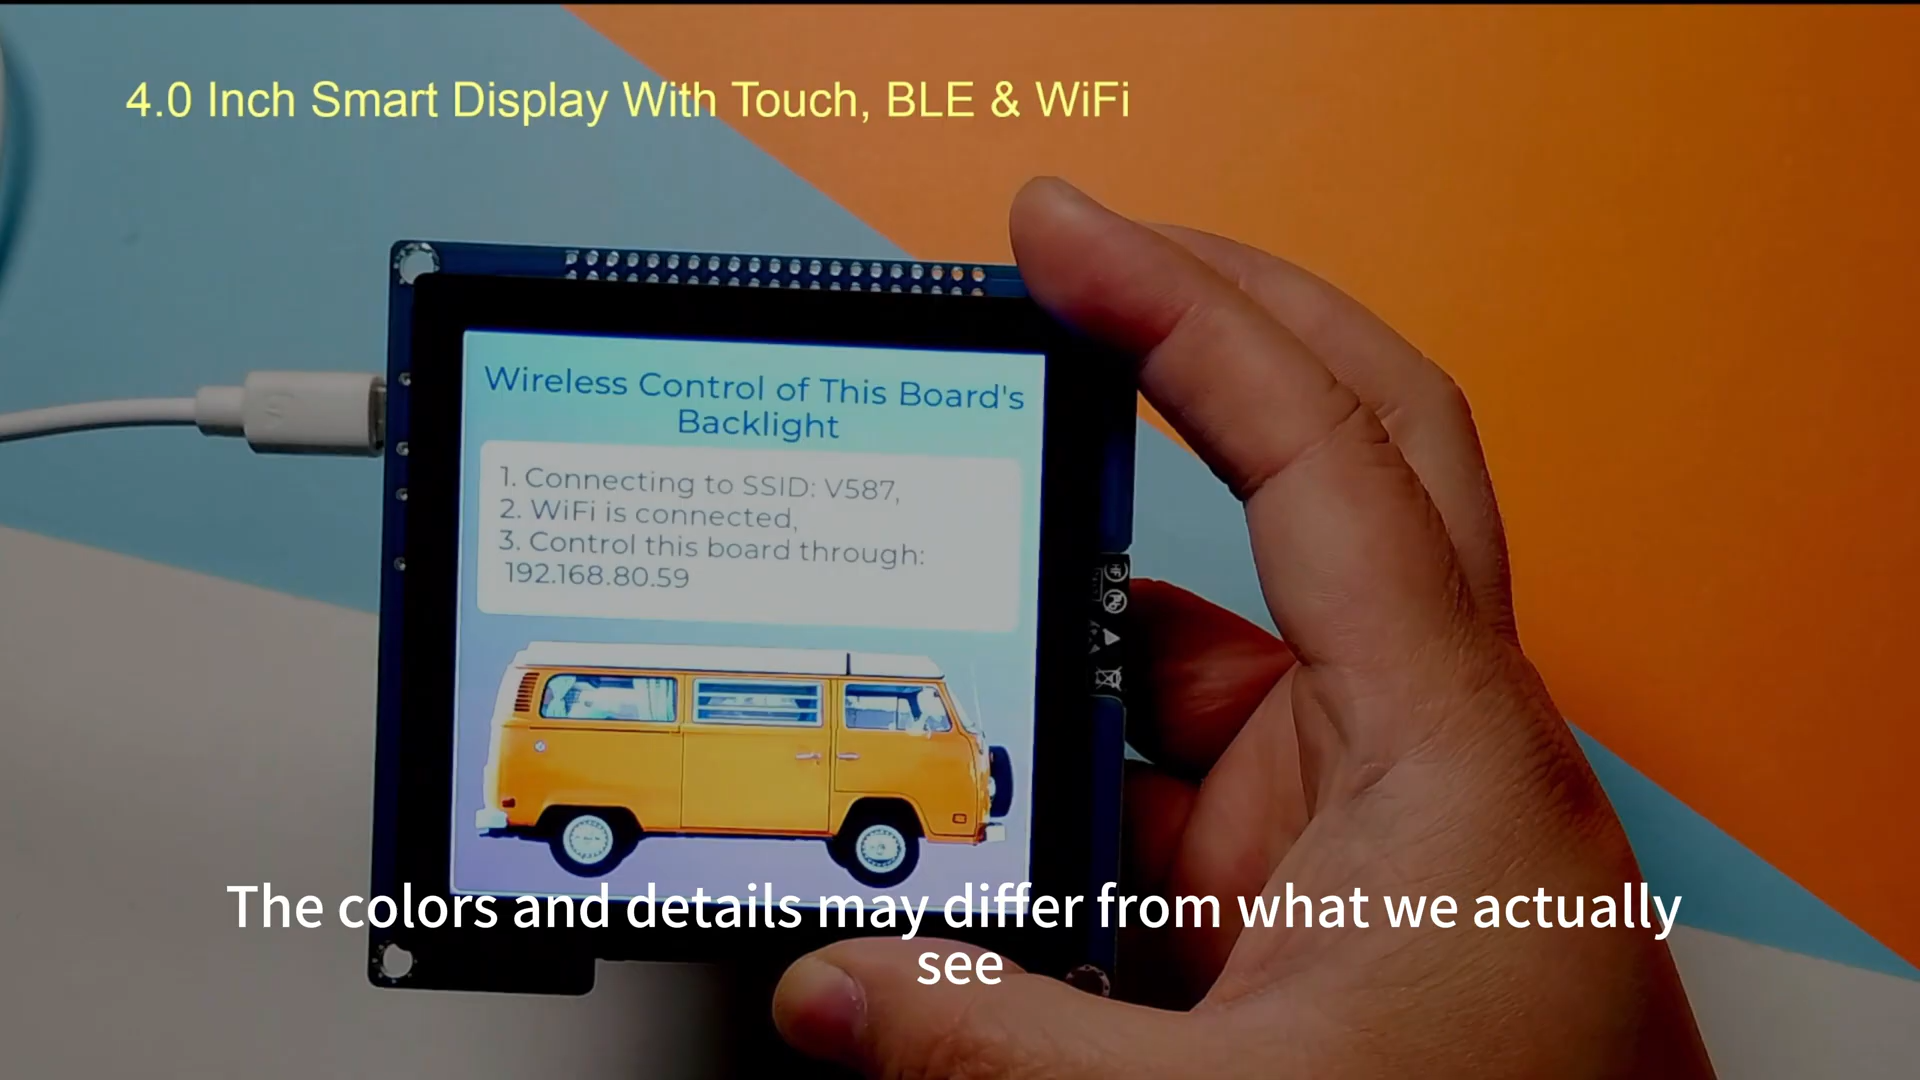 4.0 Inch Smart Display With Touch, BLE & WiFi
Wireless Control of This Board's
Backlight
1. Connecting to SSID: V587,
2. WiFi is connected,
3. Control this board through:
192.168.80.59
The colors and details may differ from what we actually
see